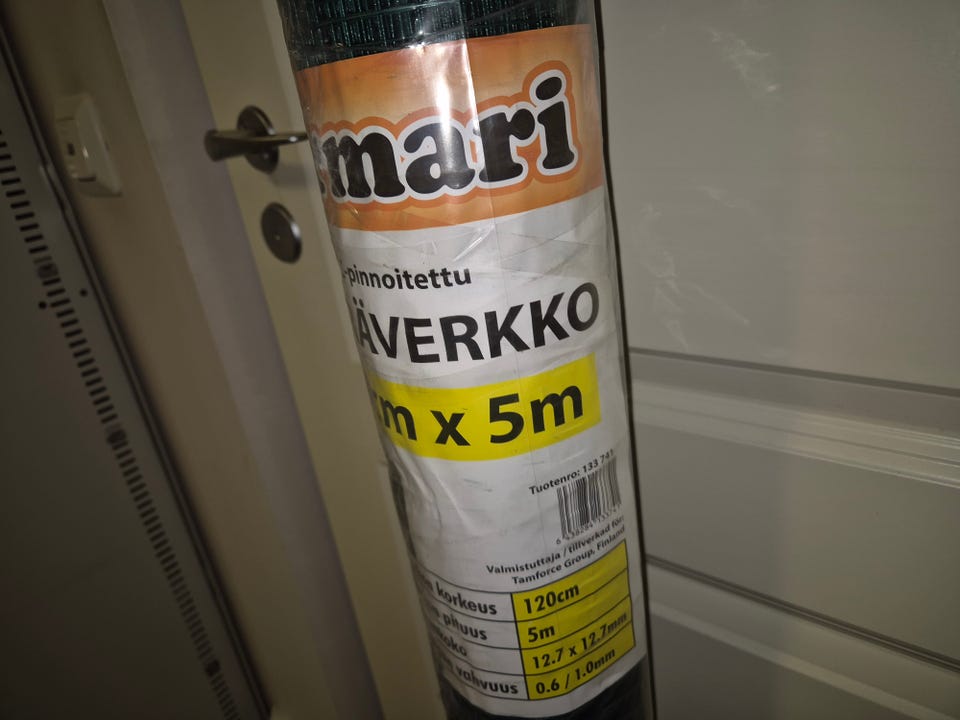 mari
-pinnoitettu
ÄVERKKO
m x 5m
Tuotenro: 133 741
Valmistuttaja / tillverkad för:
Tamforce Group, Finland
korkeus 120cm
pituus 5m
koko 12.7 x 12.7mm
vahvuus 0.6 / 1.0mm